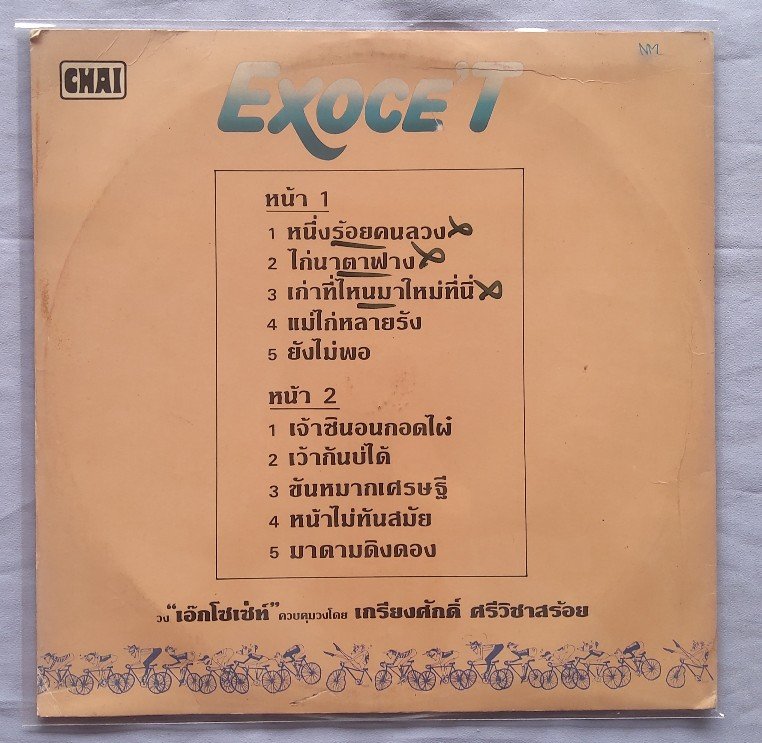 CHAI
NM.
EXOCE'T
หน้า 1
1 หนึ่งร้อยคนลวง
2 ไก่นาตาฟาง
3 เก่าที่ไหนมาใหม่ที่นี่
4 แม่ไก่หลายรัง
5 ยังไม่พอ
หน้า 2
1 เจ้าซินอนกอดไผ่
2 เว้ากันบ่ได้
3 ขันหมากเศรษฐี
4 หน้าไม่ทันสมัย
5 มาดามดิงดอง
วง "เอ๊กโซเซ่ท์" ควบคุมวงโดย เกรียงศักดิ์ ศรีวิชาสร้อย